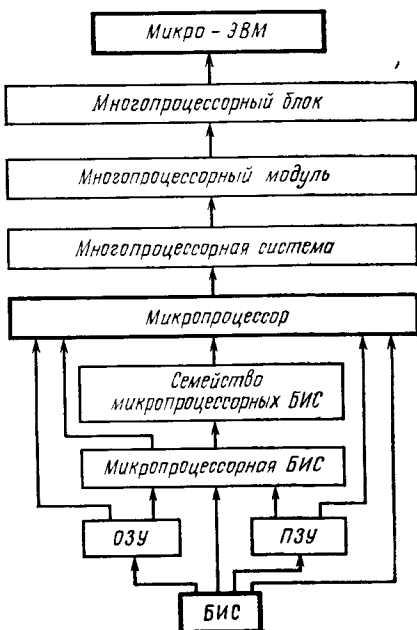 Микро - ЭВМ
Многопроцессорный блок
Многопроцессорный модуль
Многопроцессорная система
Микропроцессор
Семейство
микропроцессорных БИС
Микропроцессорная БИС
ОЗУ
ПЗУ
БИС